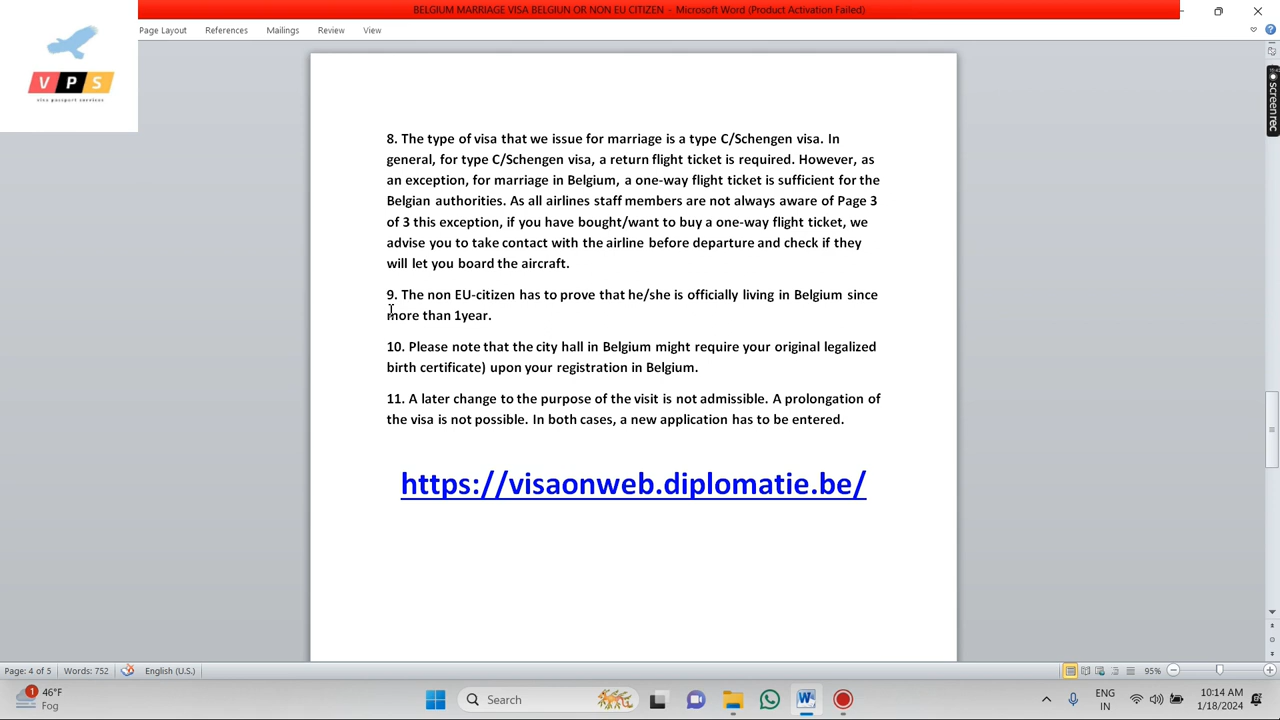 BELGIUM MARRIAGE VISA BELGIUN OR NON EU CITIZEN - Microsoft Word (Product Activation Failed)
Page Layout References Mailings Review View
V P S
visa passport services
8. The type of visa that we issue for marriage is a type C/Schengen visa. In
general, for type C/Schengen visa, a return flight ticket is required. However, as
an exception, for marriage in Belgium, a one-way flight ticket is sufficient for the
Belgian authorities. As all airlines staff members are not always aware of Page 3
of 3 this exception, if you have bought/want to buy a one-way flight ticket, we
advise you to take contact with the airline before departure and check if they
will let you board the aircraft.
9. The non EU-citizen has to prove that he/she is officially living in Belgium since
more than 1year.
10. Please note that the city hall in Belgium might require your original legalized
birth certificate) upon your registration in Belgium.
11. A later change to the purpose of the visit is not admissible. A prolongation of
the visa is not possible. In both cases, a new application has to be entered.
https://visaonweb.diplomatie.be/
screen rec
Page: 4 of 5 Words: 752 English (U.S.) 95%
1 46°F
Fog
Search
ENG
IN
10:14 AM
1/18/2024